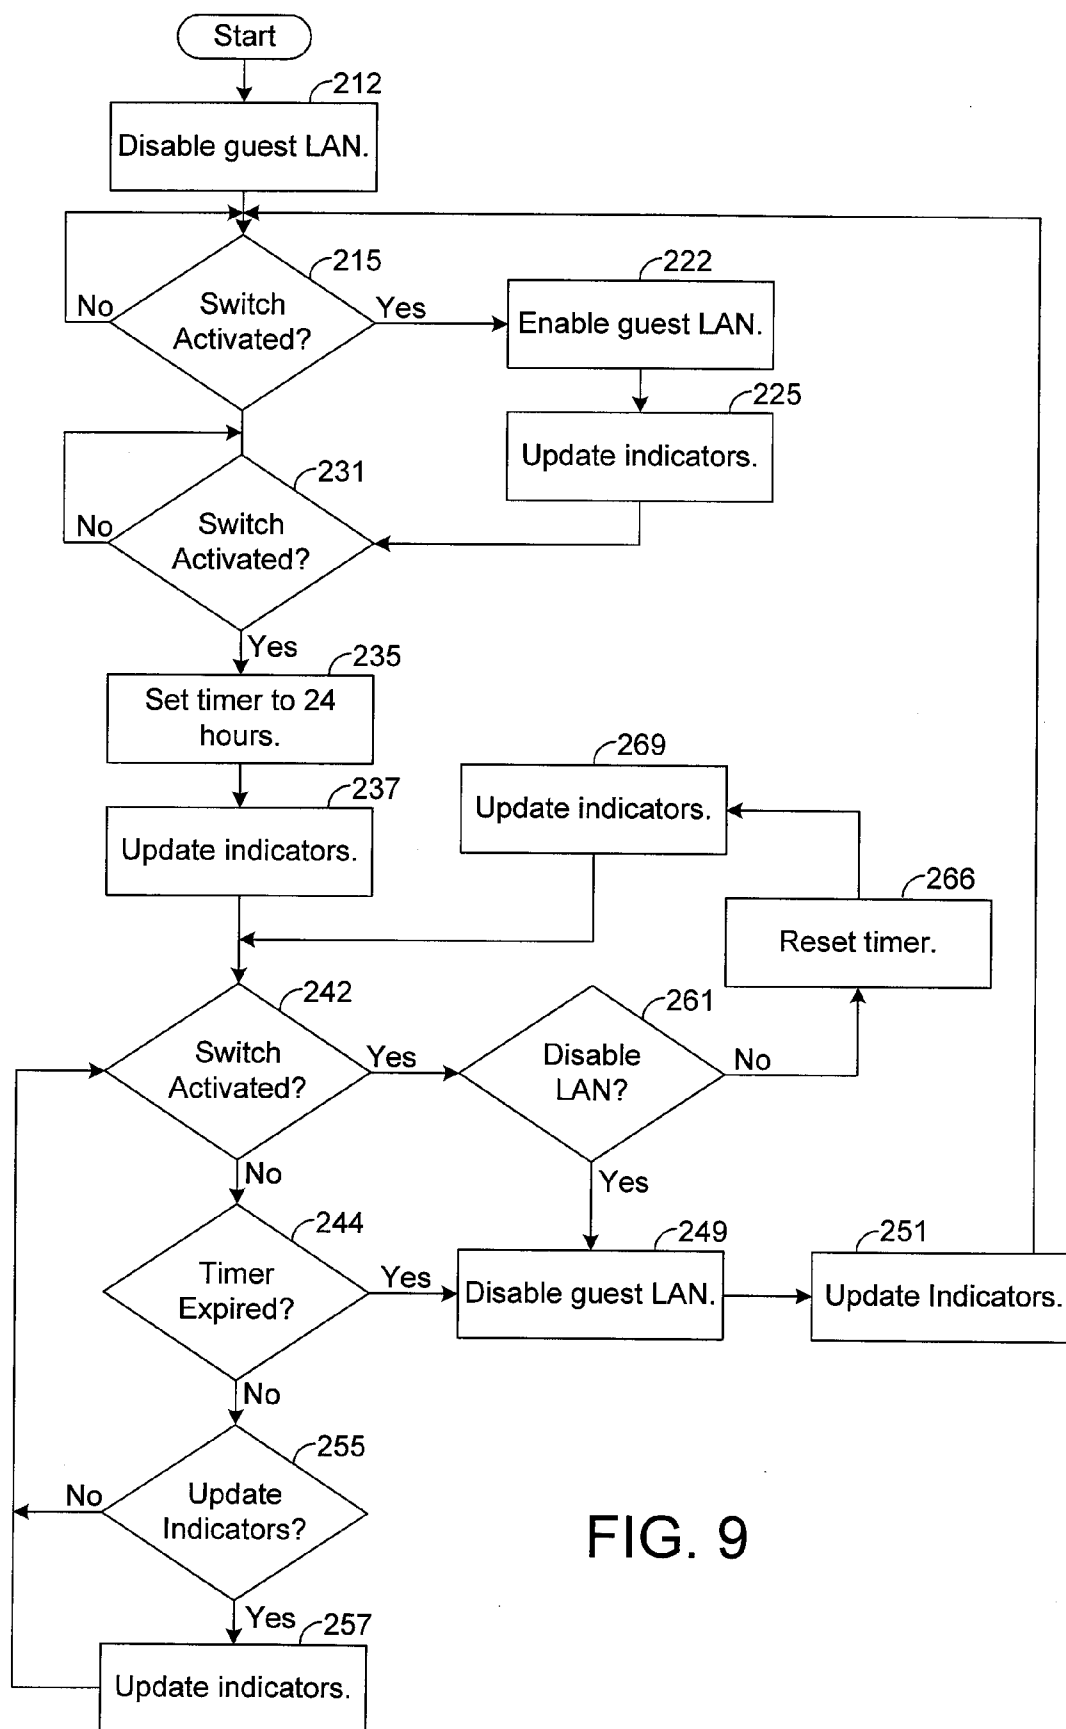 Start
212
Disable guest LAN.
215
No
Switch
Activated?
Yes
222
Enable guest LAN.
225
Update indicators.
231
No
Switch
Activated?
Yes
235
Set timer to 24
hours.
237
Update indicators.
269
Update indicators.
266
Reset timer.
242
Switch
Activated?
Yes
261
Disable
LAN?
No
Yes
No
244
Timer
Expired?
Yes
249
Disable guest LAN.
251
Update Indicators.
No
255
Update
Indicators?
No
Yes
257
Update indicators.
FIG. 9